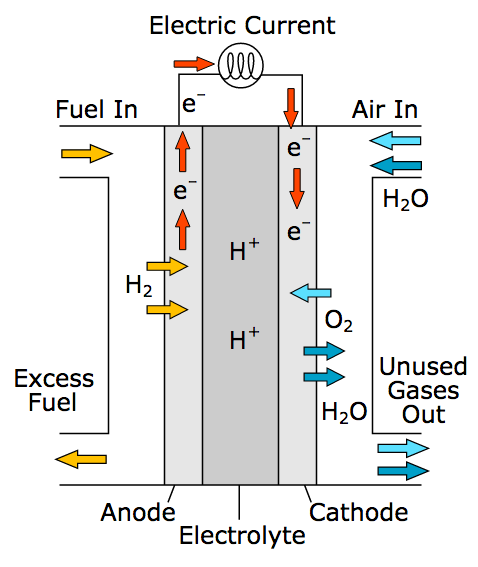 Electric Current
Fuel In
e⁻
Air In
e⁻
e⁻
H₂O
e⁻
H⁺
H₂
O₂
H⁺
Excess
Fuel
Unused
Gases
Out
H₂O
Anode
Cathode
Electrolyte